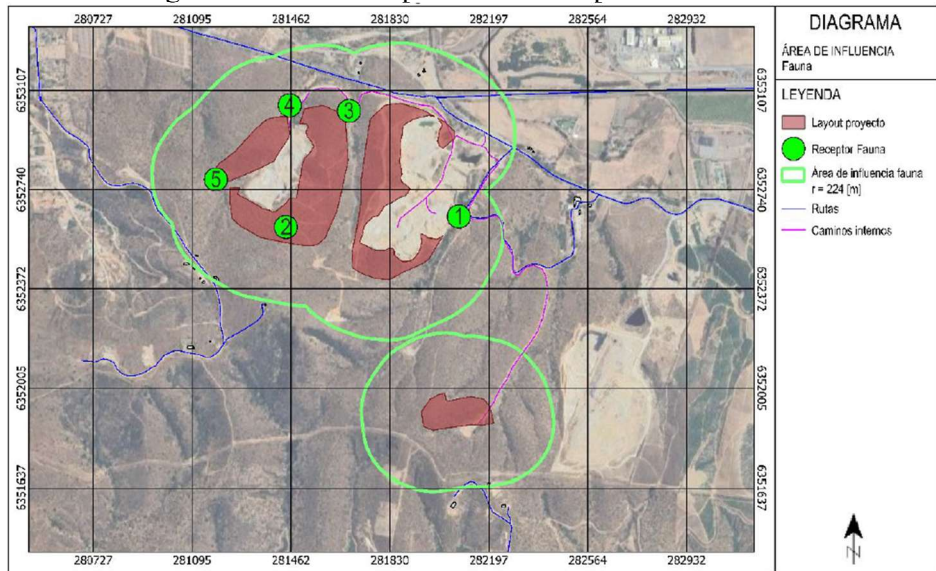 280727 281095 281462 281830 282197 282564 282932
6353107 6353107
6352740 6352740
6352372 6352372
6352005 6352005
6351637 6351637
4
3
5
1
2
280727 281095 281462 281830 282197 282564 282932
DIAGRAMA
ÁREA DE INFLUENCIA
Fauna
LEYENDA
Layout proyecto
Receptor Fauna
Área de influencia fauna
r = 224 [m]
Rutas
Caminos internos
N